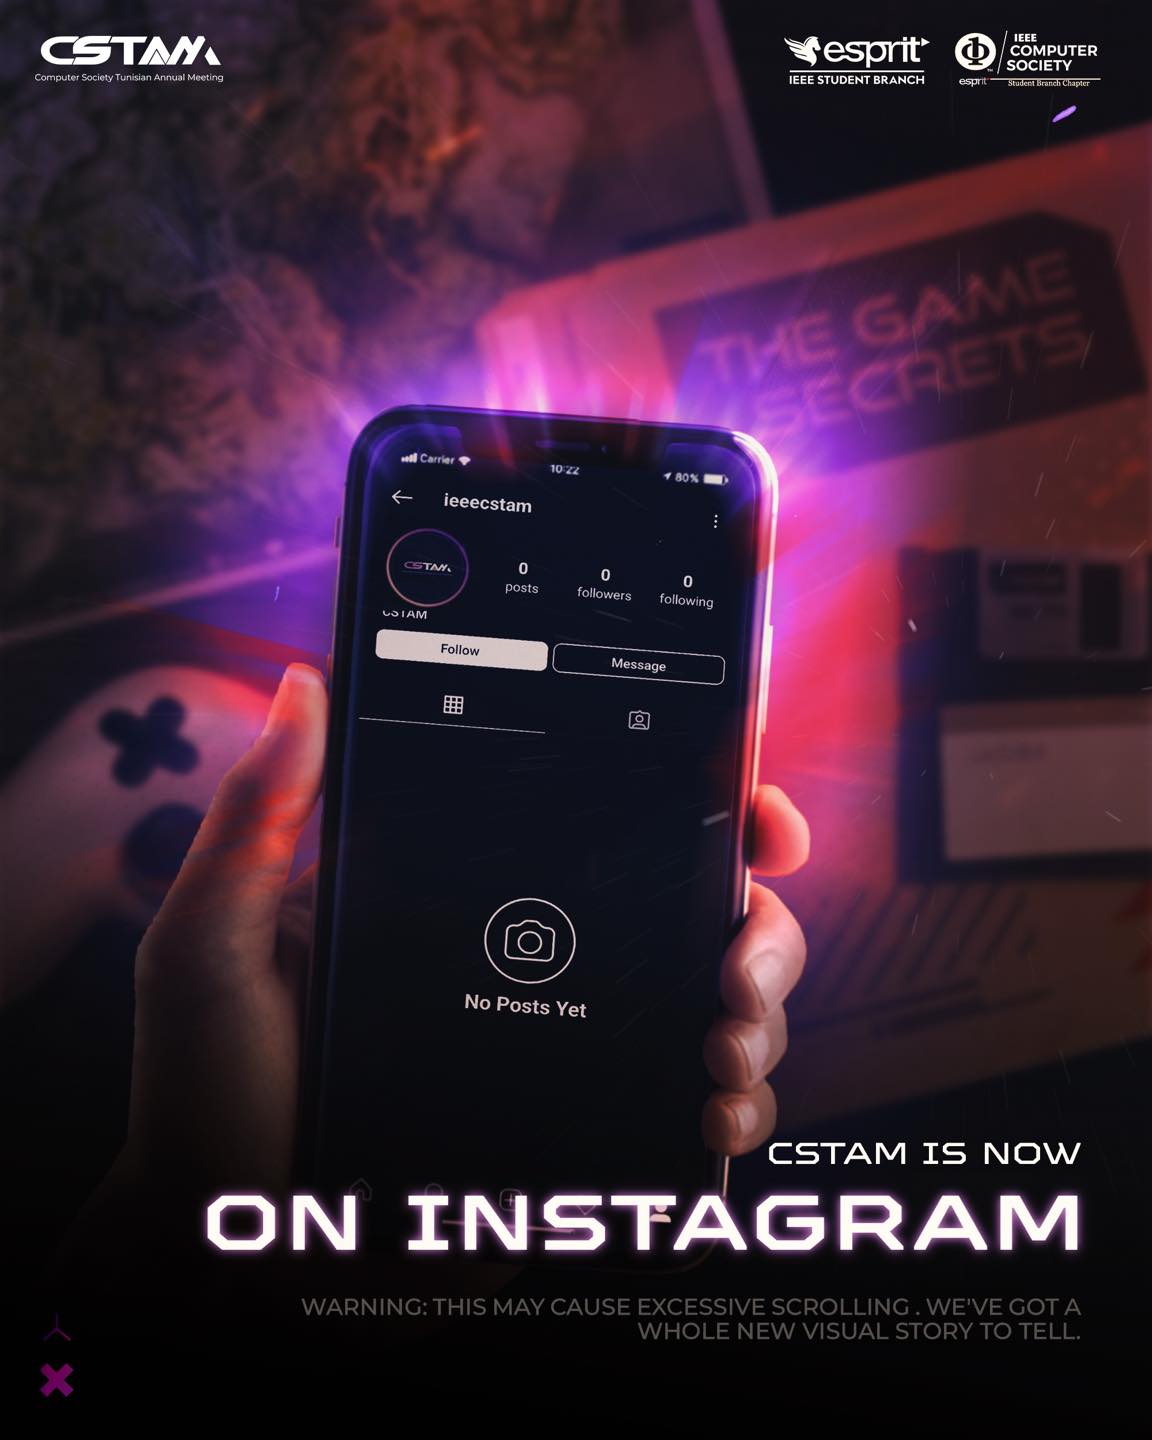 CSTAM
Computer Society Tunisian Annual Meeting
esprit
IEEE STUDENT BRANCH
IEEE
COMPUTER
SOCIETY
esprit
Student Branch Chapter
THE GAME
SECRETS
Carrier
10:22
80%
ieeecstam
CSTAM
0
posts
0
followers
0
following
CSTAM
Follow
Message
No Posts Yet
CSTAM IS NOW
ON INSTAGRAM
WARNING: THIS MAY CAUSE EXCESSIVE SCROLLING . WE'VE GOT A
WHOLE NEW VISUAL STORY TO TELL.